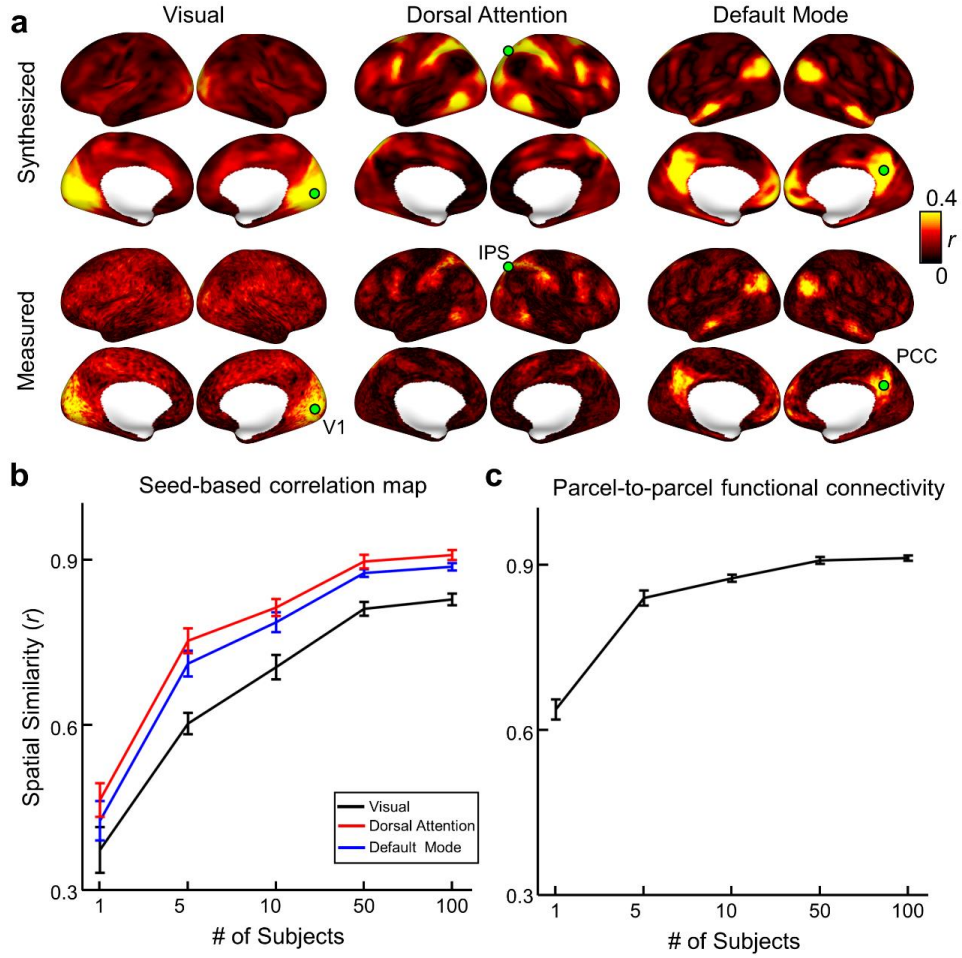 a
Visual
Dorsal Attention
Default Mode
Synthesized
Measured
0.4
r
0
IPS
PCC
V1
b
Seed-based correlation map
0.9
0.6
0.3
Spatial Similarity (r)
Visual
Dorsal Attention
Default Mode
1 5 10 50 100
# of Subjects
c
Parcel-to-parcel functional connectivity
0.9
0.6
0.3
1 5 10 50 100
# of Subjects